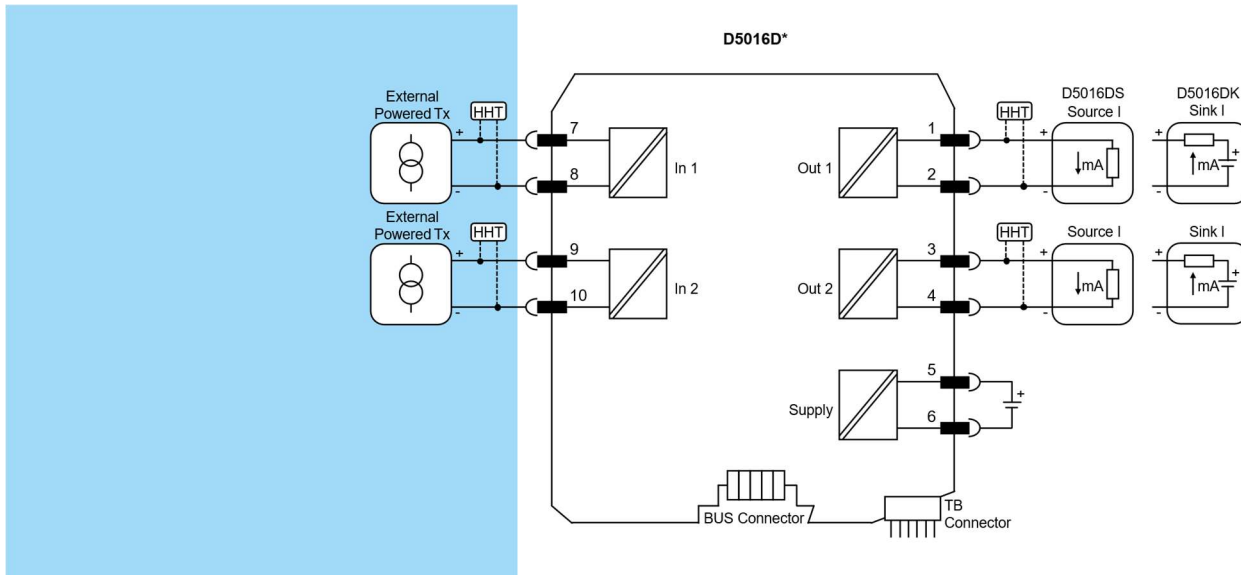 D5016D*
External
Powered Tx
+
-
HHT
7
8
In 1
External
Powered Tx
+
-
HHT
9
10
In 2
Out 1
1
2
HHT
D5016DS
Source I
+
-
mA
D5016DK
Sink I
+
-
mA
+
Out 2
3
4
HHT
Source I
+
-
mA
Sink I
+
-
mA
+
Supply
5
6
+
BUS Connector
TB
Connector